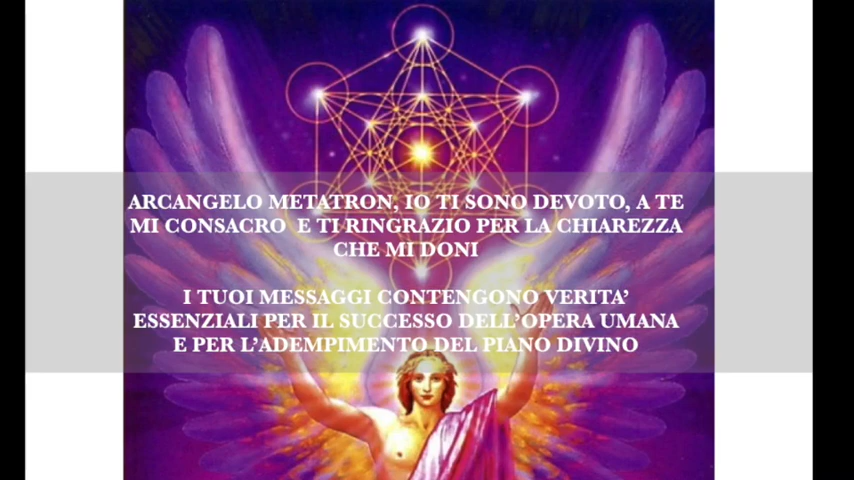 ARCANGELO METATRON, IO TI SONO DEVOTO, A TE
MI CONSACRO E TI RINGRAZIO PER LA CHIAREZZA
CHE MI DONI
I TUOI MESSAGGI CONTENGONO VERITA’
ESSENZIALI PER IL SUCCESSO DELL’OPERA UMANA
E PER L’ADEMPIMENTO DEL PIANO DIVINO